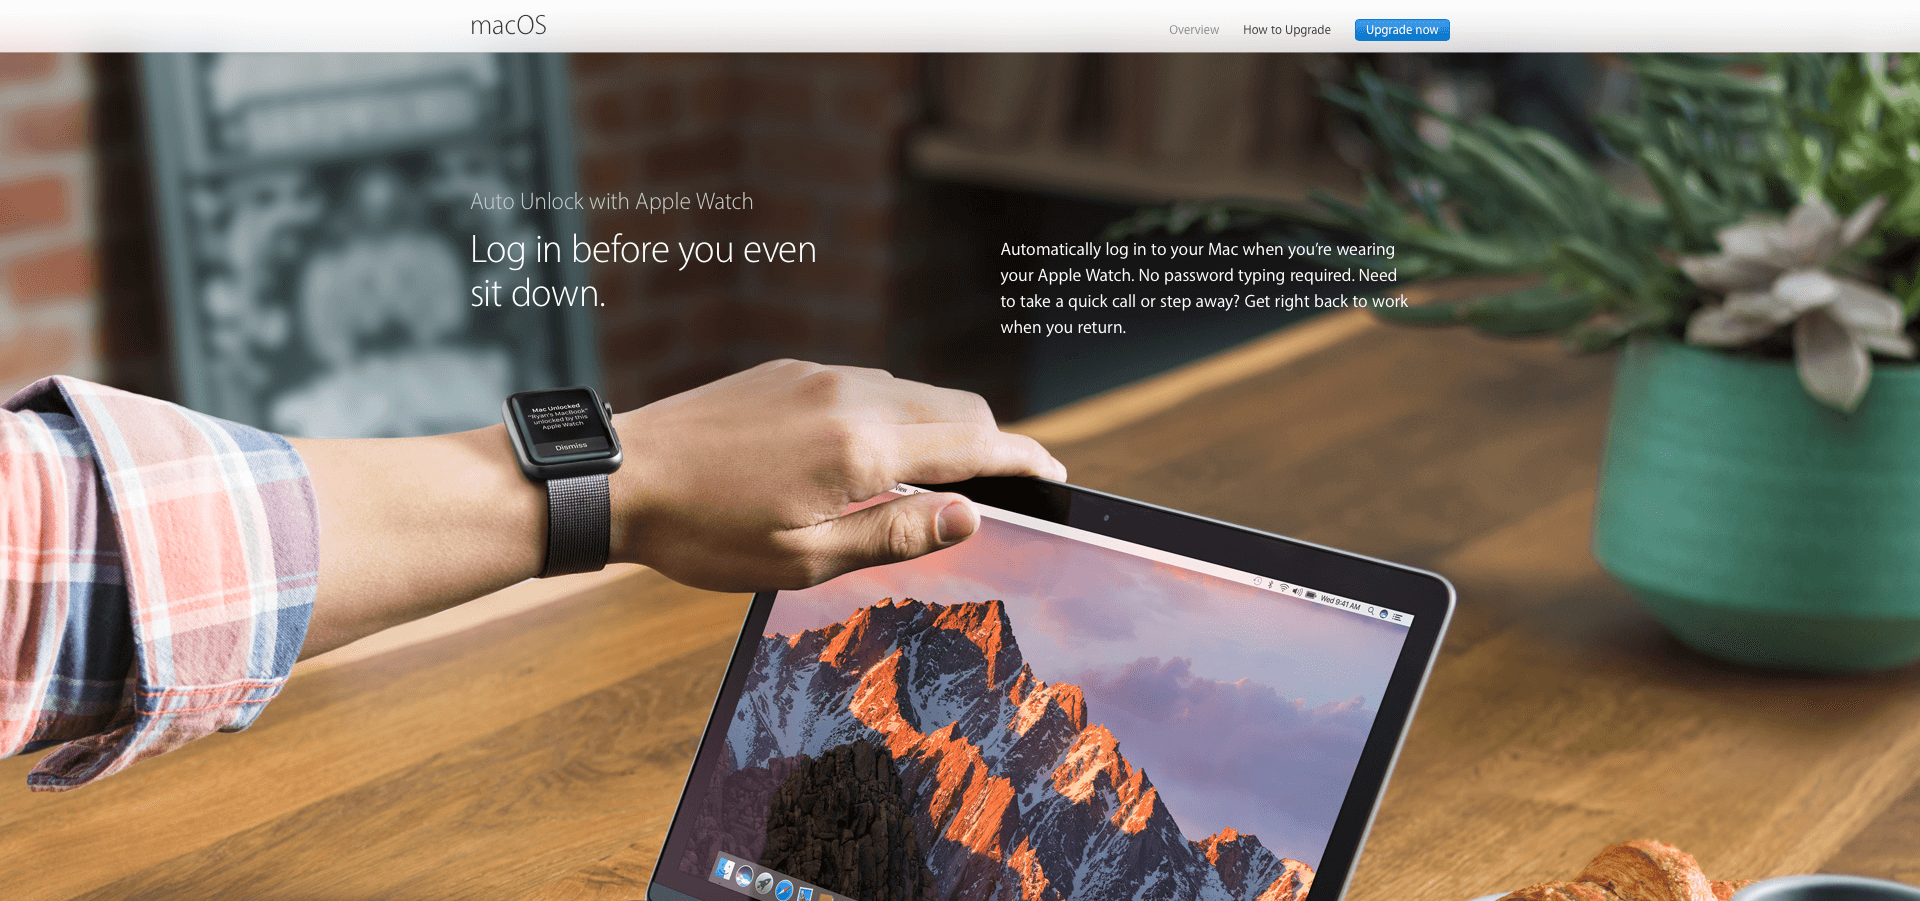 macOS
Overview
How to Upgrade
Upgrade now
Auto Unlock with Apple Watch
Log in before you even
sit down.
Automatically log in to your Mac when you’re wearing
your Apple Watch. No password typing required. Need
to take a quick call or step away? Get right back to work
when you return.
Mac Unlocked
“Ryan’s MacBook”
unlocked by this
Apple Watch
Dismiss
View
Wed 9:41 AM